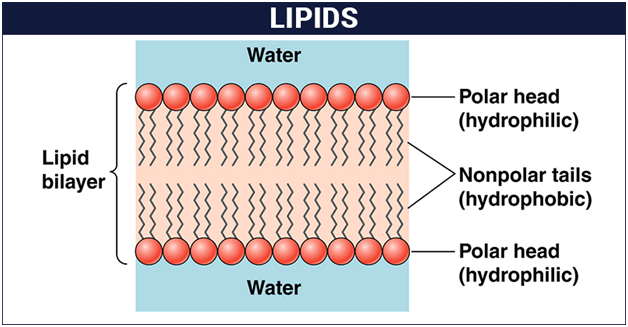 LIPIDS
Water
Polar head
(hydrophilic)
Lipid
bilayer
Nonpolar tails
(hydrophobic)
Polar head
(hydrophilic)
Water